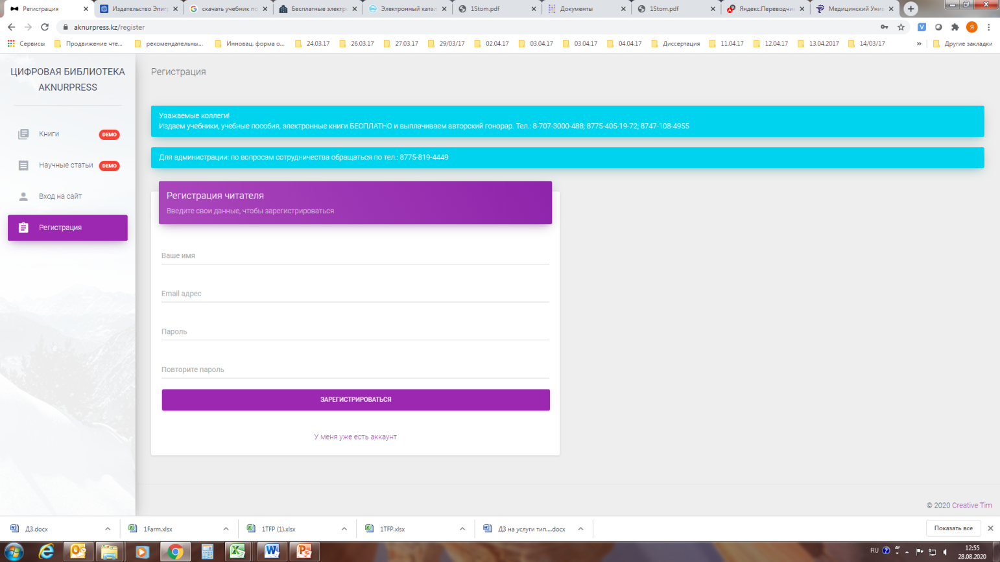 Регистрация
Издательство Эпигр
скачать учебник по
Бесплатные электро
Электронный катал
1Stom.pdf
Документы
1Stom.pdf
Яндекс.Переводчик
Медицинский Унив
aknurpress.kz/register
Я
Сервисы
Продвижение чте...
рекомендательны...
Инновац. форма о...
24.03.17
26.03.17
27.03.17
29/03/17
02.04.17
03.04.17
03.04.17
04.04.17
Диссертация
11.04.17
12.04.17
13.04.2017
14/03/17
»
Другие закладки
ЦИФРОВАЯ БИБЛИОТЕКА
AKNURPRESS
Книги
DEMO
Научные статьи
DEMO
Вход на сайт
Регистрация
Регистрация
Уважаемые коллеги!
Издаем учебники, учебные пособия, электронные книги БЕСПЛАТНО и выплачиваем авторский гонорар. Тел.: 8-707-3000-488; 8775-405-19-72; 8747-108-4955
Для администрации: по вопросам сотрудничества обращаться по тел.: 8775-819-4449
Регистрация читателя
Введите свои данные, чтобы зарегистрироваться
Ваше имя
Email адрес
Пароль
Повторите пароль
ЗАРЕГИСТРИРОВАТЬСЯ
У меня уже есть аккаунт
© 2020 Creative Tim
ДЗ.docx
1Farm.xlsx
1TFP (1).xlsx
1TFP.xlsx
ДЗ на услуги тип....docx
Показать все
RU
12:55
28.08.2020